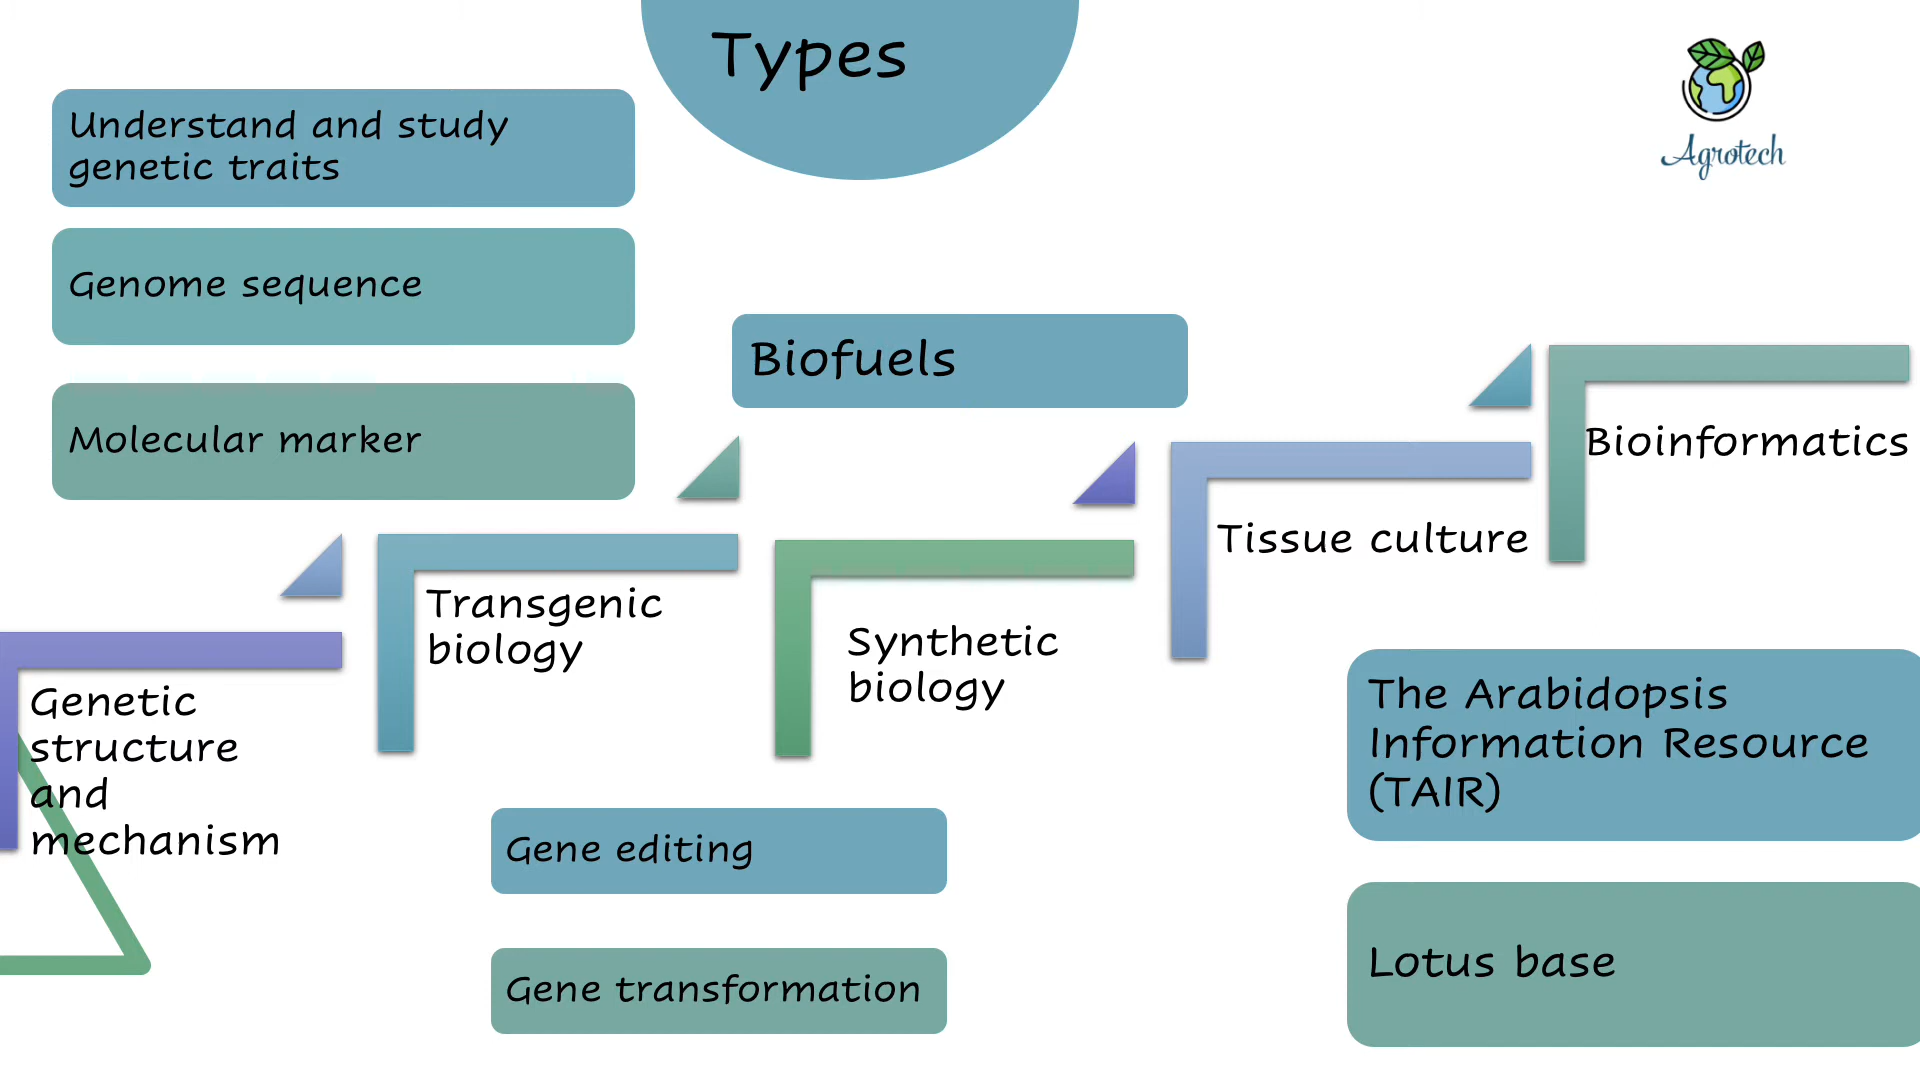 Types
Agrotech
Understand and study
genetic traits
Genome sequence
Molecular marker
Biofuels
Genetic
structure
and
mechanism
Transgenic
biology
Synthetic
biology
Tissue culture
Bioinformatics
Gene editing
Gene transformation
The Arabidopsis
Information Resource
(TAIR)
Lotus base